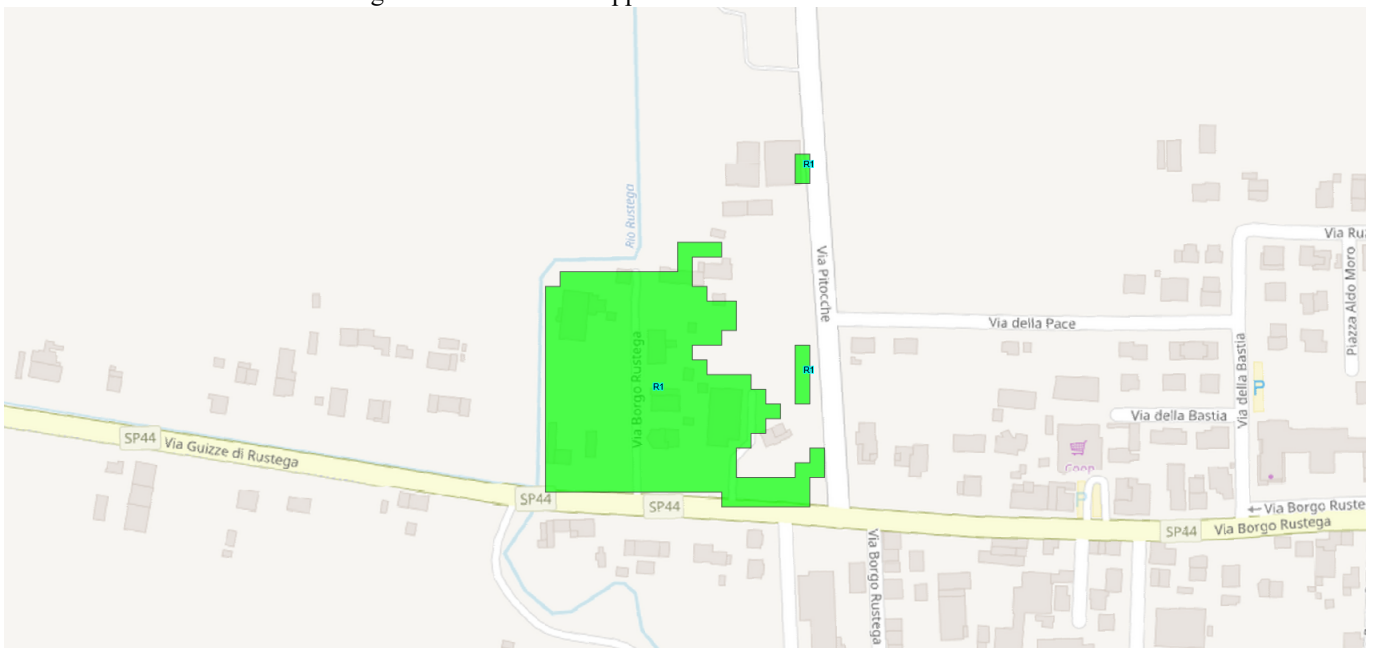 R1
Rio Rustega
Via Pitocche
Via Ru
Piazza Aldo Moro
Via della Pace
R1
Via della Bastia
P
R1
Via Borgo Rustega
Via della Bastia
SP44
Via Guizze di Rustega
Coop
P
SP44
SP44
← Via Borgo Ruste
SP44
Via Borgo Rustega
Via Borgo Rustega